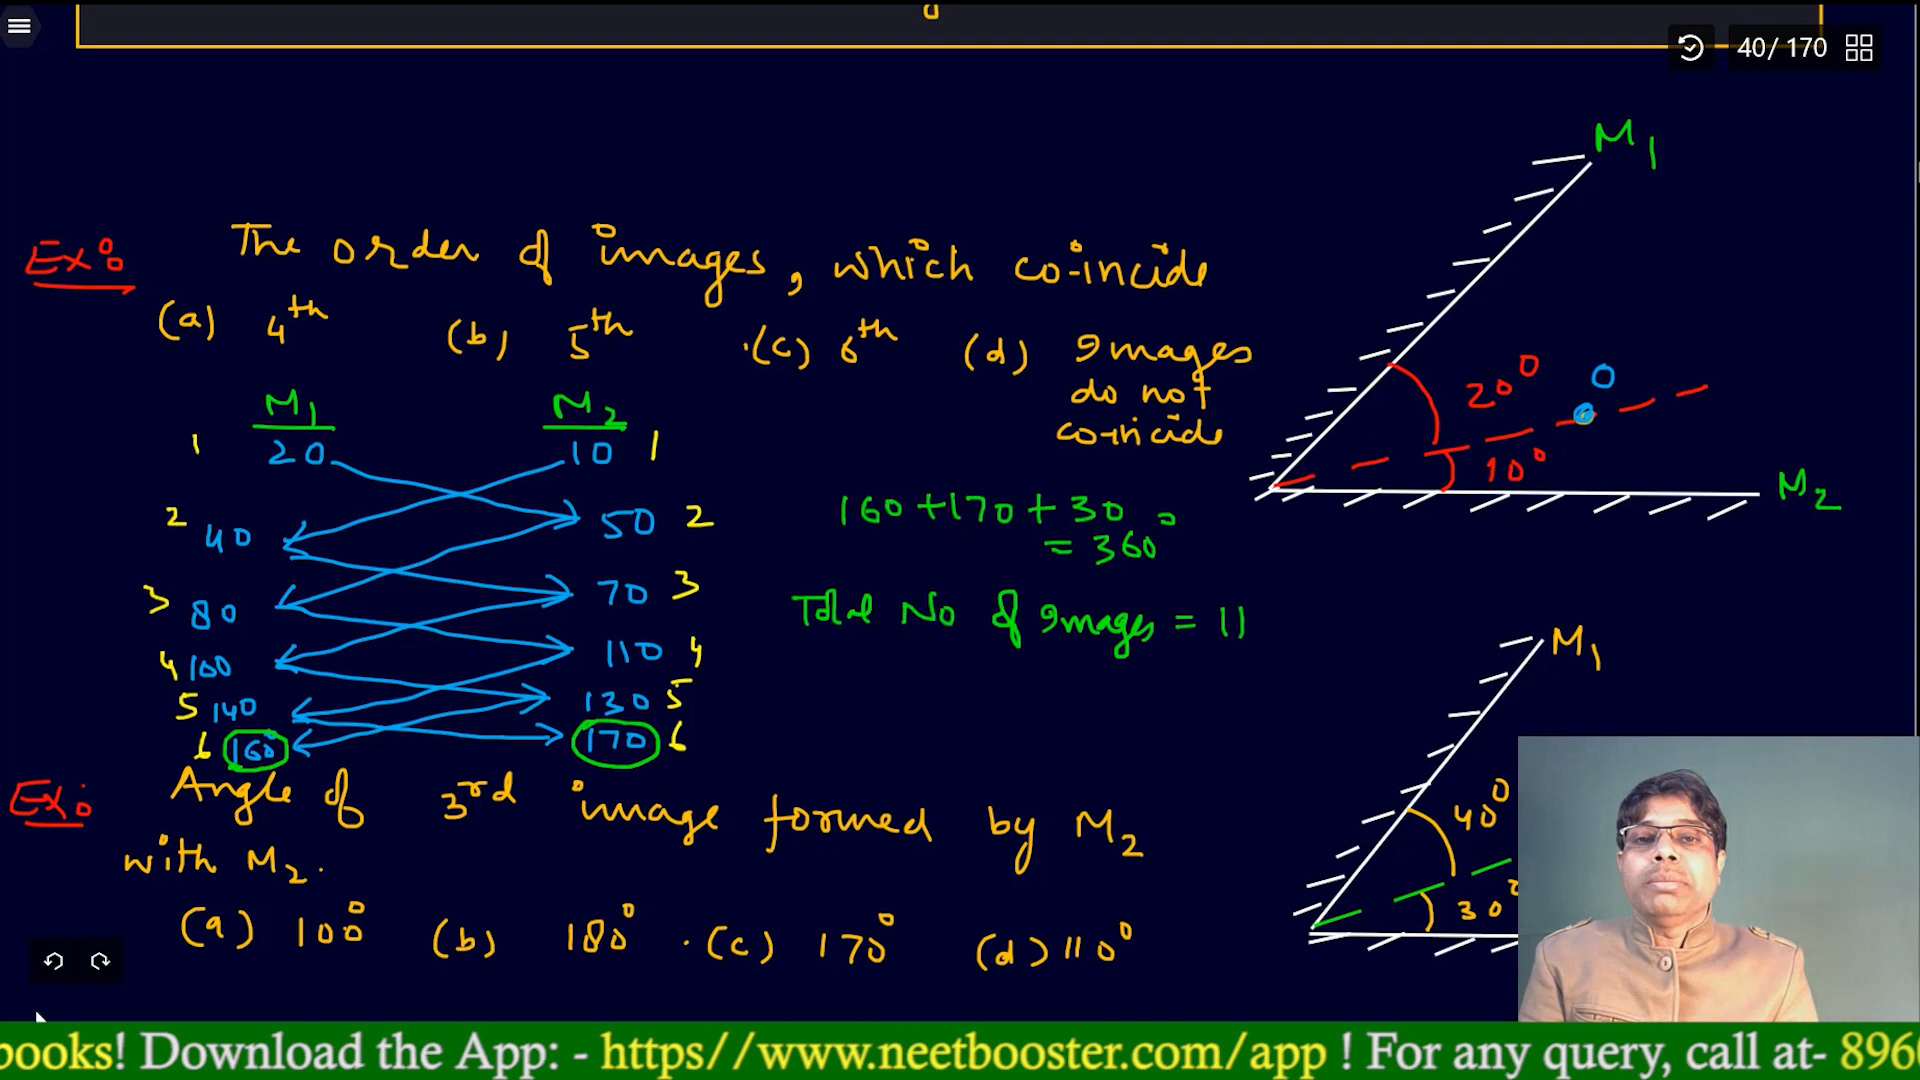 40/ 170
M1
Ex: The order of images, which co-incide
(a) 4th (b) 5th (c) 6th (d) Images do not co-incide
20° O
10°
M2
M1 M2
1 20 10 1
2 40 50 2
3 80 70 3
4 100 110 4
5 140 130 5
6 160 170 6
160 + 170 + 30 = 360°
Total No of Images = 11
M1
40°
30°
Ex: Angle of 3rd image formed by M2
with M2.
(a) 100° (b) 180° (c) 170° (d) 110°
books! Download the App: - https//www.neetbooster.com/app ! For any query, call at- 896